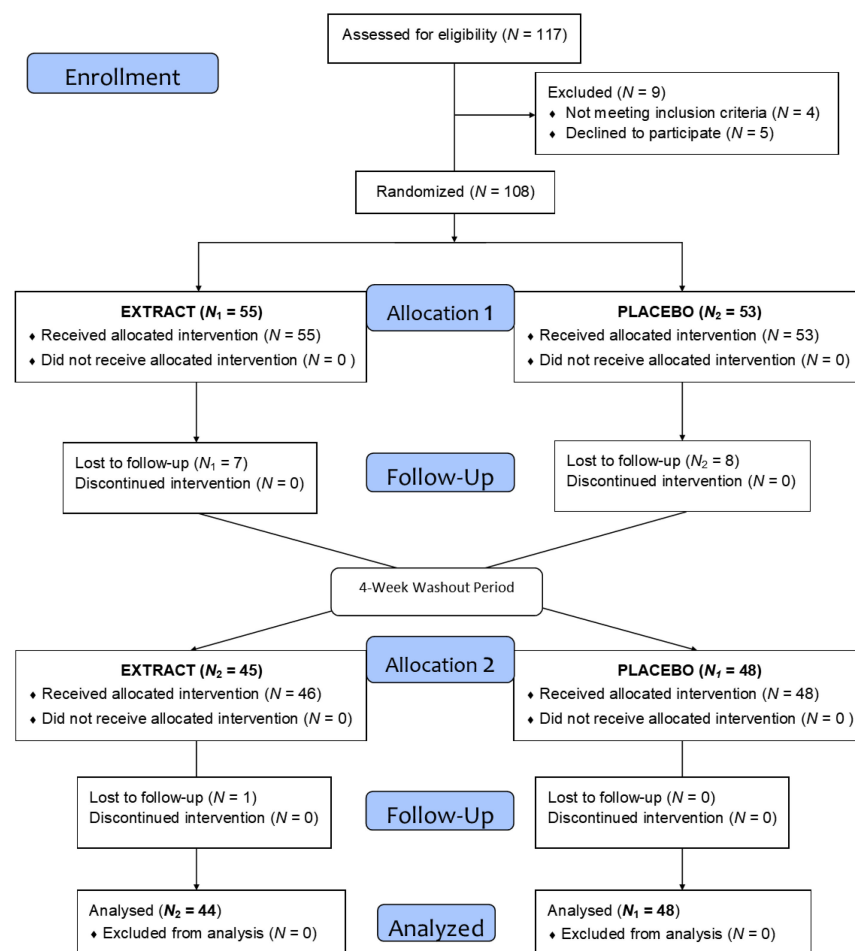 Assessed for eligibility (N = 117)
Enrollment
Excluded (N = 9)
♦ Not meeting inclusion criteria (N = 4)
♦ Declined to participate (N = 5)
Randomized (N = 108)
EXTRACT (N₁ = 55)
♦ Received allocated intervention (N = 55)
♦ Did not receive allocated intervention (N = 0 )
Allocation 1
PLACEBO (N₂ = 53)
♦ Received allocated intervention (N = 53)
♦ Did not receive allocated intervention (N = 0)
Lost to follow-up (N₁ = 7)
Discontinued intervention (N = 0)
Follow-Up
Lost to follow-up (N₂ = 8)
Discontinued intervention (N = 0)
4-Week Washout Period
EXTRACT (N₂ = 45)
♦ Received allocated intervention (N = 46)
♦ Did not receive allocated intervention (N = 0)
Allocation 2
PLACEBO (N₁ = 48)
♦ Received allocated intervention (N = 48)
♦ Did not receive allocated intervention (N = 0 )
Lost to follow-up (N = 1)
Discontinued intervention (N = 0)
Follow-Up
Lost to follow-up (N = 0)
Discontinued intervention (N = 0)
Analysed (N₂ = 44)
♦ Excluded from analysis (N = 0)
Analyzed
Analysed (N₁ = 48)
♦ Excluded from analysis (N = 0)